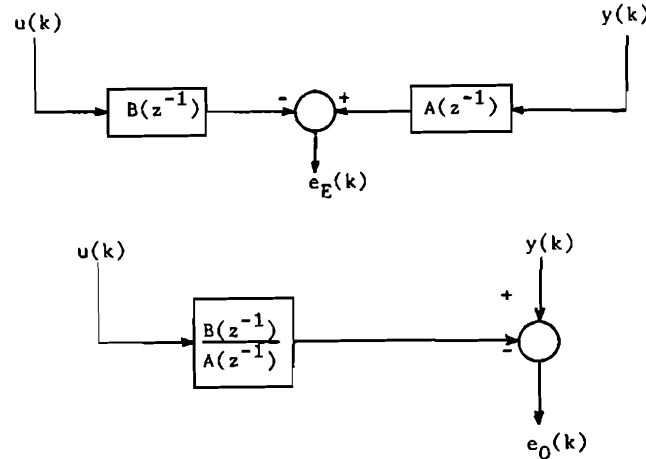 u(k)
y(k)
B(z⁻¹)
-
+
A(z⁻¹)
e_E(k)
u(k)
y(k)
+
B(z⁻¹)
A(z⁻¹)
-
e_O(k)